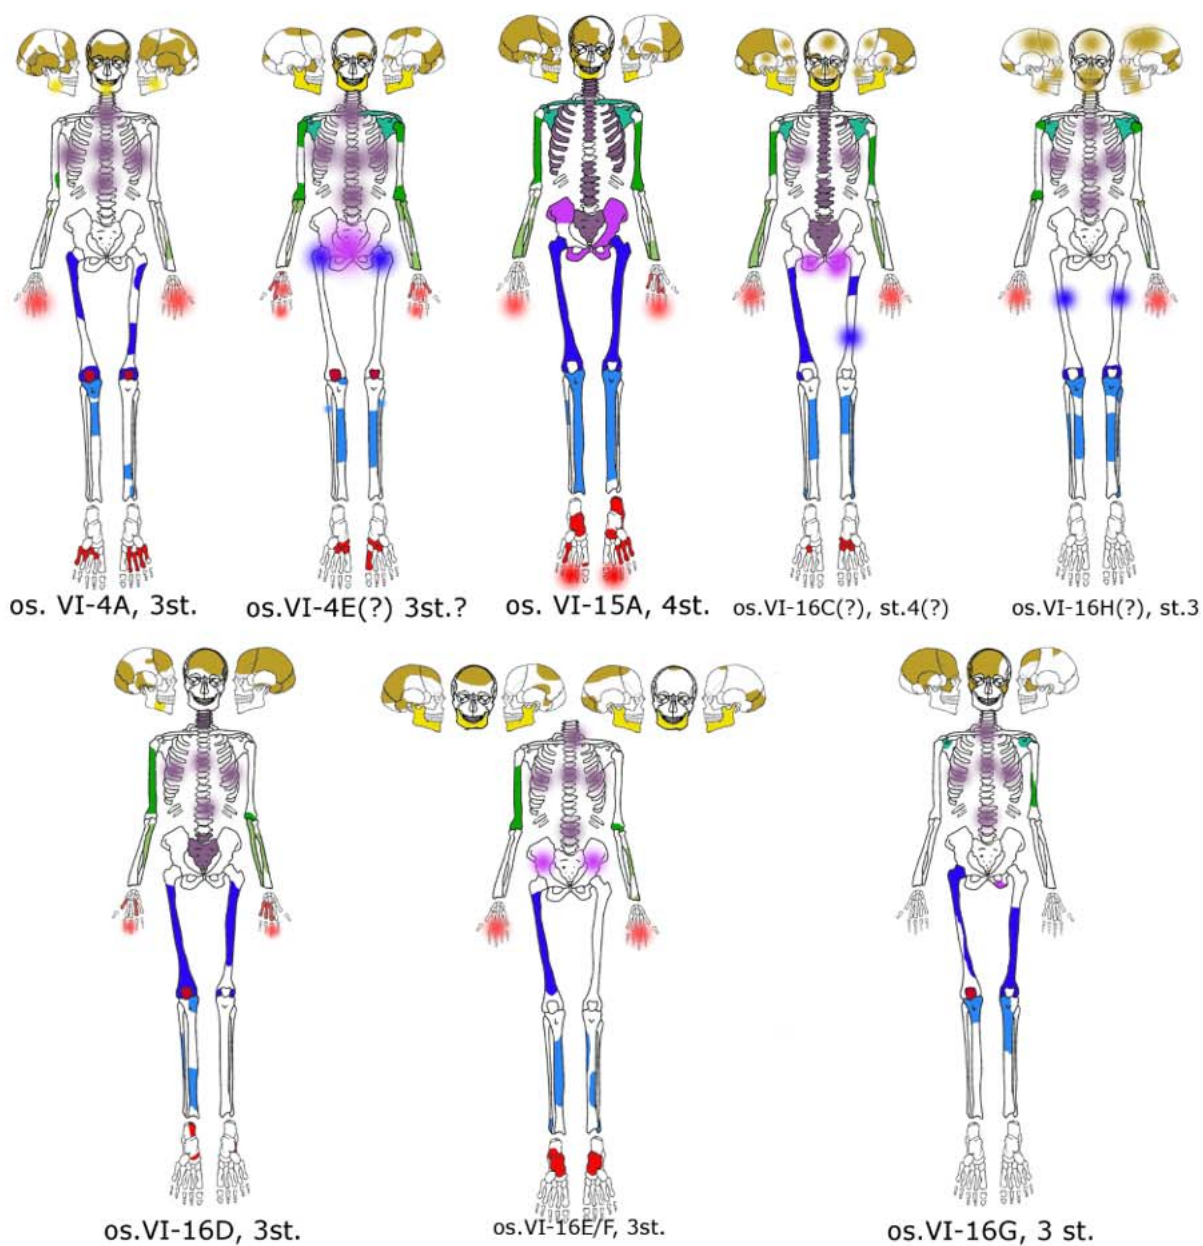 os. VI-4A, 3st.
os.VI-4E(?) 3st.?
os. VI-15A, 4st.
os.VI-16C(?), st.4(?)
os.VI-16H(?), st.3
os.VI-16D, 3st.
os.VI-16E/F, 3st.
os.VI-16G, 3 st.